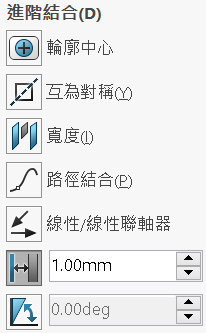 進階結合(D)
輪廓中心
互為對稱(Y)
寬度(I)
路徑結合(P)
線性/線性聯軸器
1.00mm
0.00deg